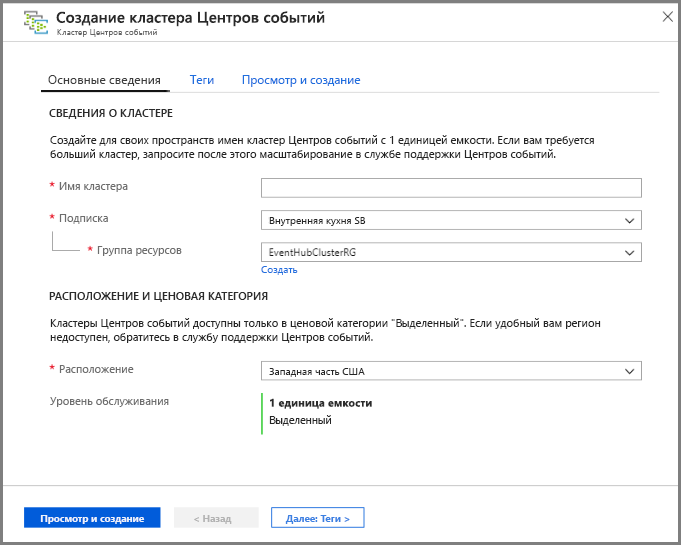 Создание кластера Центров событий
Кластер Центров событий
Основные сведения
Теги
Просмотр и создание
СВЕДЕНИЯ О КЛАСТЕРЕ
Создайте для своих пространств имен кластер Центров событий с 1 единицей емкости. Если вам требуется
больший кластер, запросите после этого масштабирование в службе поддержки Центров событий.
* Имя кластера
* Подписка
Внутренняя кухня SB
* Группа ресурсов
EventHubClusterRG
Создать
РАСПОЛОЖЕНИЕ И ЦЕНОВАЯ КАТЕГОРИЯ
Кластеры Центров событий доступны только в ценовой категории "Выделенный". Если удобный вам регион
недоступен, обратитесь в службу поддержки Центров событий.
* Расположение
Западная часть США
Уровень обслуживания
1 единица емкости
Выделенный
Просмотр и создание
< Назад
Далее: Теги >